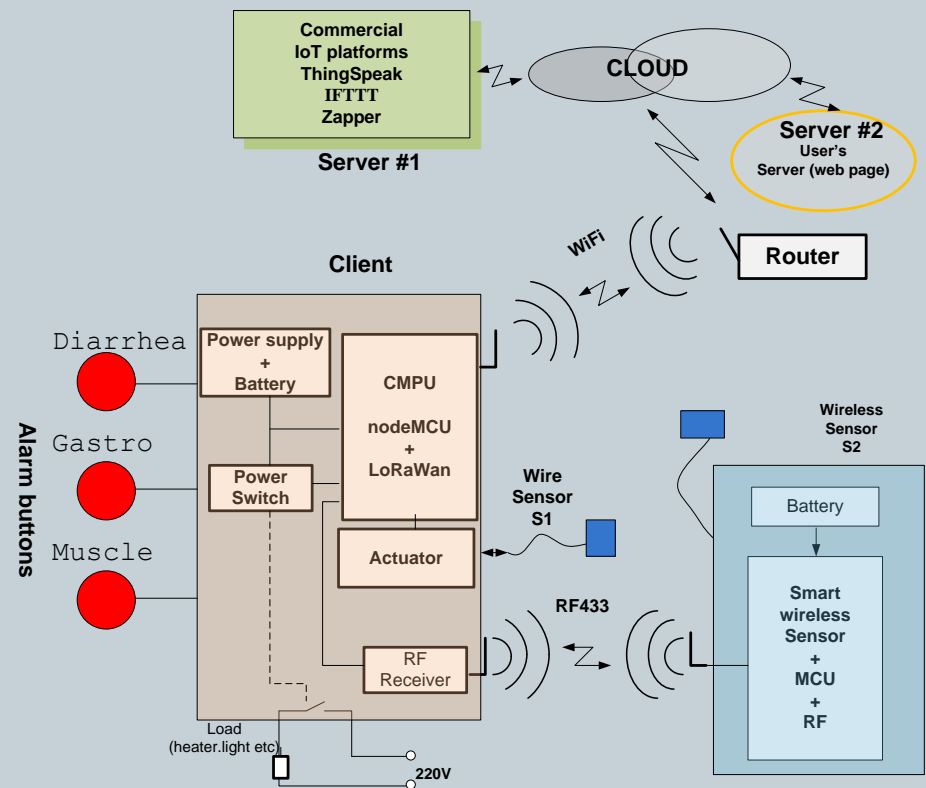 Commercial
IoT platforms
ThingSpeak
IFTTT
Zapper
Server #1
CLOUD
Server #2
User's
Server (web page)
WiFi
Router
Client
Diarrhea
Gastro
Muscle
Alarm buttons
Power supply
+
Battery
CMPU
nodeMCU
+
LoRaWan
Power
Switch
Actuator
RF
Receiver
Wire
Sensor
S1
RF433
Wireless
Sensor
S2
Battery
Smart
wireless
Sensor
+
MCU
+
RF
Load
(heater.light etc)
220V